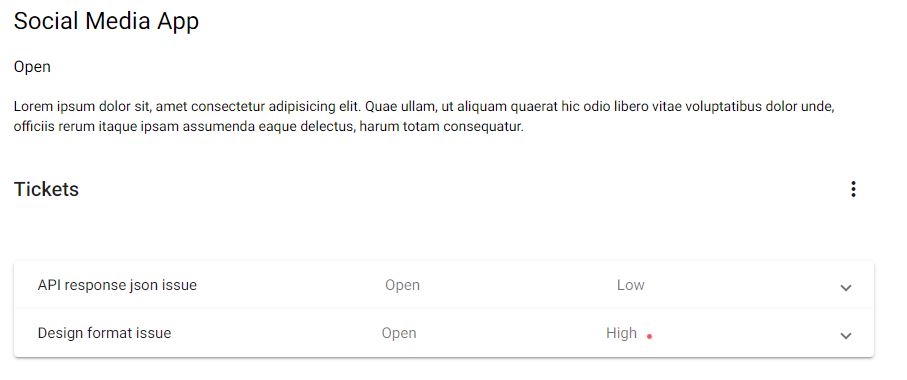 Social Media App
Open
Lorem ipsum dolor sit, amet consectetur adipisicing elit. Quae ullam, ut aliquam quaerat hic odio libero vitae voluptatibus dolor unde,
officiis rerum itaque ipsam assumenda eaque delectus, harum totam consequatur.
Tickets
API response json issue Open Low
Design format issue Open High